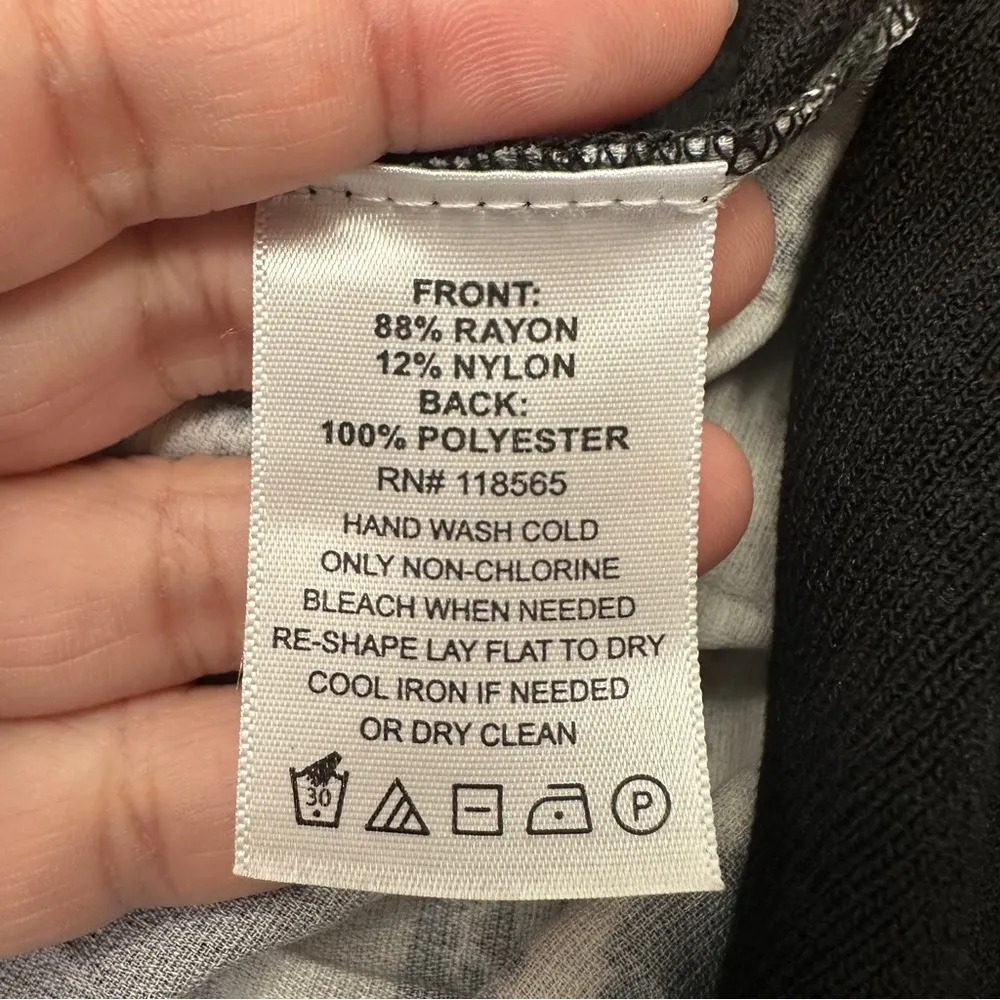 FRONT:
88% RAYON
12% NYLON
BACK:
100% POLYESTER
RN# 118565
HAND WASH COLD
ONLY NON-CHLORINE
BLEACH WHEN NEEDED
RE-SHAPE LAY FLAT TO DRY
COOL IRON IF NEEDED
OR DRY CLEAN
30 P